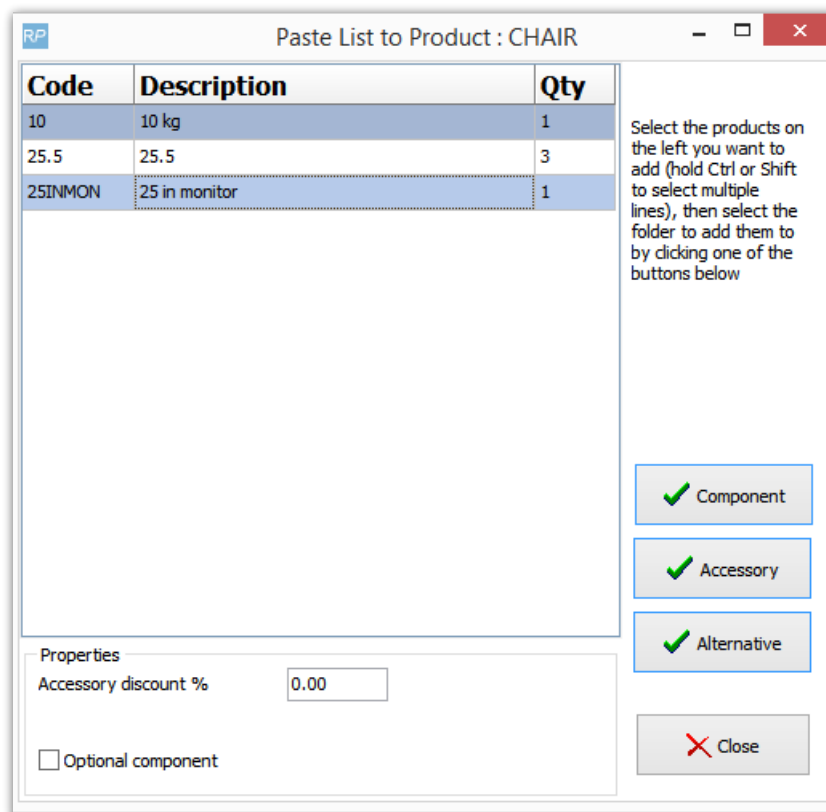 RP
Paste List to Product : CHAIR
Code Description Qty
10 10 kg 1
25.5 25.5 3
25INMON 25 in monitor 1
Select the products on
the left you want to
add (hold Ctrl or Shift
to select multiple
lines), then select the
folder to add them to
by clicking one of the
buttons below
Component
Accessory
Alternative
Properties
Accessory discount % 0.00
Optional component
Close